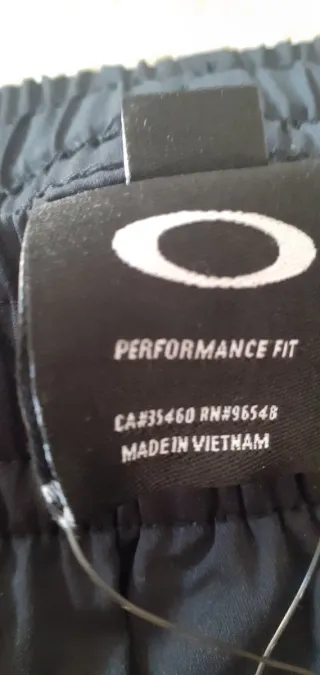 PERFORMANCE FIT
CA#35460 RN#96548
MADE IN VIETNAM